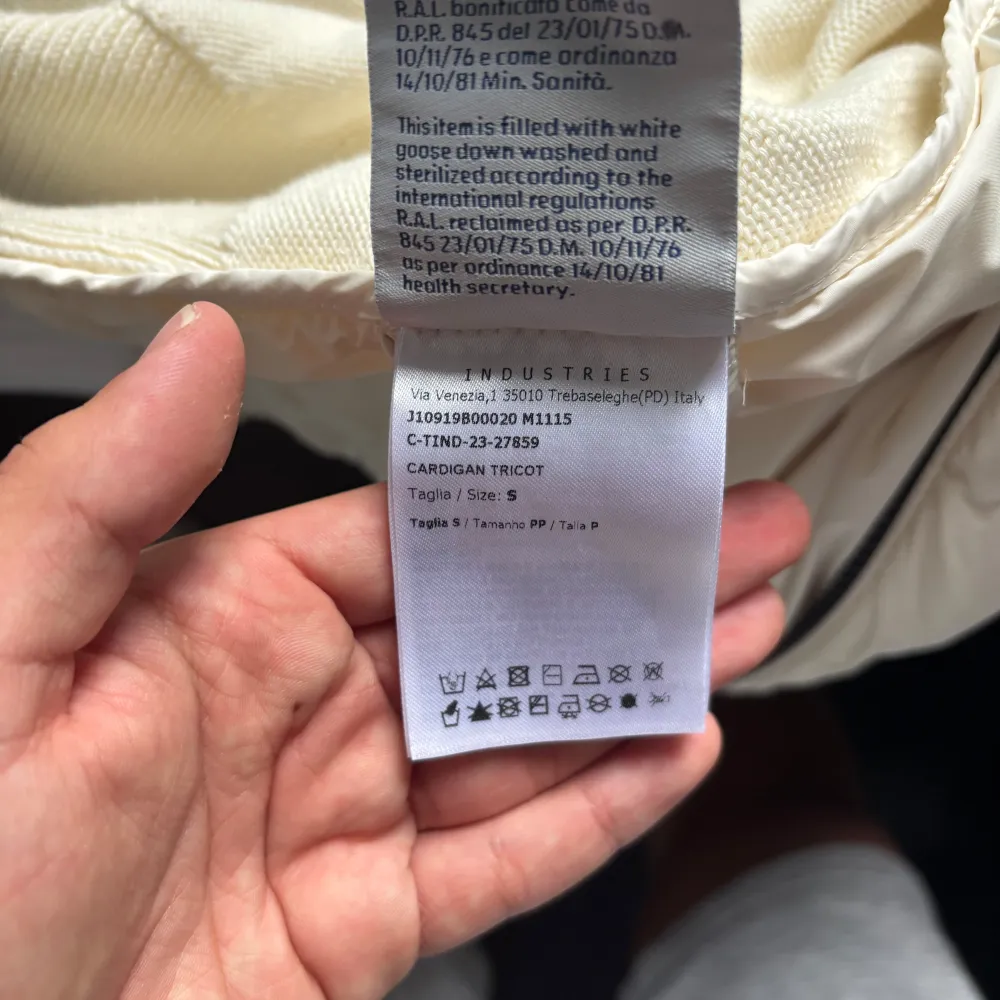 R.A.L. bonificato come da
D.P.R. 845 del 23/01/75 D.M.
10/11/76 e come ordinanza
14/10/81 Min. Sanità.
This item is filled with white
goose down washed and
sterilized according to the
international regulations
R.A.L. reclaimed as per D.P.R.
845 23/01/75 D.M. 10/11/76
as per ordinance 14/10/81
health secretary.
INDUSTRIES
Via Venezia,1 35010 Trebaseleghe(PD) Italy
J10919B00020 M1115
C-TIND-23-27859
CARDIGAN TRICOT
Taglia / Size: S
Taglia S / Tamanho PP / Talla P